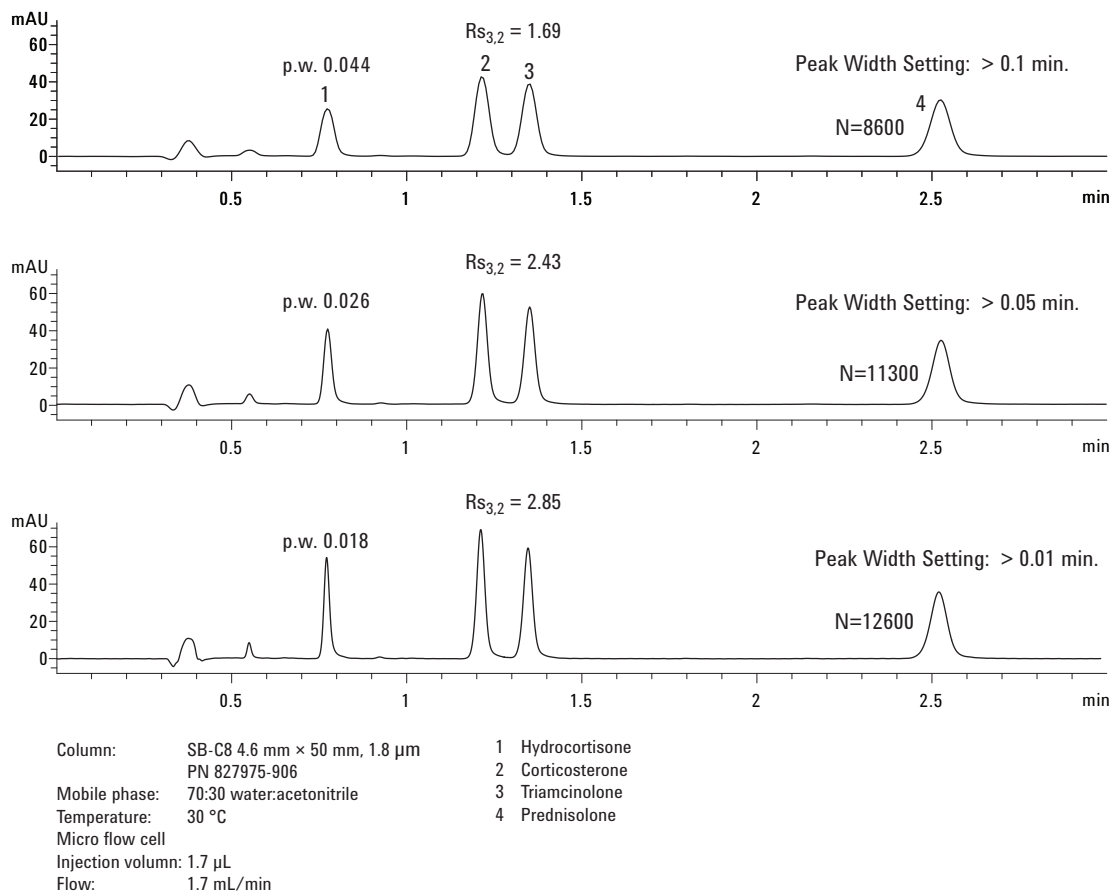 mAU
Rs3,2 = 1.69
60
p.w. 0.044
2
3
Peak Width Setting: > 0.1 min.
40
1
4
20
N=8600
0
0.5 1 1.5 2 2.5 min
mAU
Rs3,2 = 2.43
60
p.w. 0.026
Peak Width Setting: > 0.05 min.
40
N=11300
20
0
0.5 1 1.5 2 2.5 min
mAU
Rs3,2 = 2.85
60
p.w. 0.018
Peak Width Setting: > 0.01 min.
40
20
N=12600
0
0.5 1 1.5 2 2.5 min
Column: SB-C8 4.6 mm × 50 mm, 1.8 µm
PN 827975-906
Mobile phase: 70:30 water:acetonitrile
Temperature: 30 °C
Micro flow cell
Injection volumn: 1.7 µL
Flow: 1.7 mL/min
1 Hydrocortisone
2 Corticosterone
3 Triamcinolone
4 Prednisolone